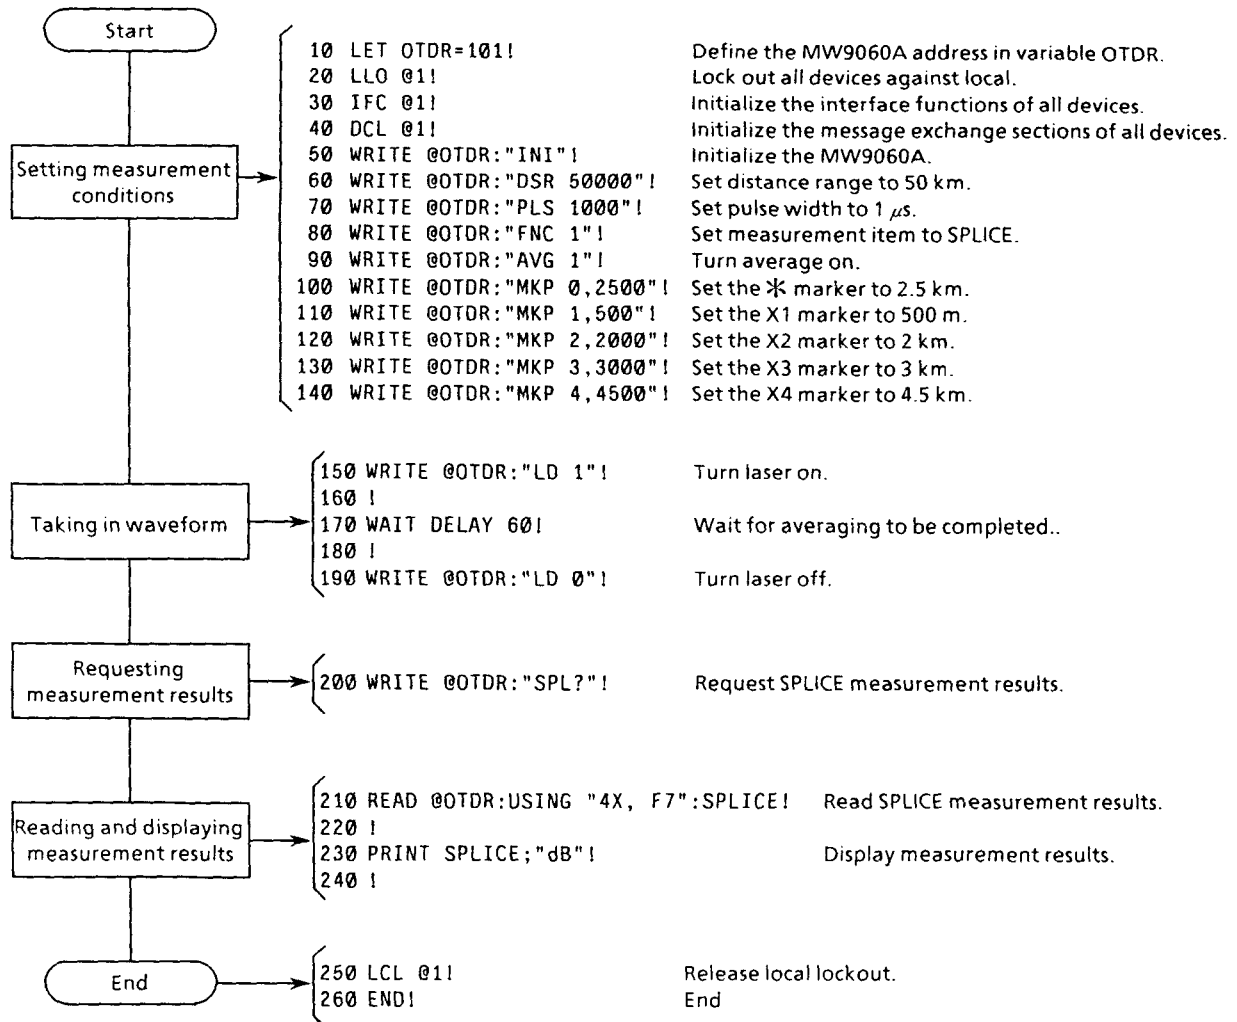 Start
10 LET OTDR=101! Define the MW9060A address in variable OTDR.
20 LLO @1! Lock out all devices against local.
30 IFC @1! Initialize the interface functions of all devices.
40 DCL @1! Initialize the message exchange sections of all devices.
Setting measurement
conditions
50 WRITE @OTDR:"INI"! Initialize the MW9060A.
60 WRITE @OTDR:"DSR 50000"! Set distance range to 50 km.
70 WRITE @OTDR:"PLS 1000"! Set pulse width to 1 μs.
80 WRITE @OTDR:"FNC 1"! Set measurement item to SPLICE.
90 WRITE @OTDR:"AVG 1"! Turn average on.
100 WRITE @OTDR:"MKP 0,2500"! Set the ✻ marker to 2.5 km.
110 WRITE @OTDR:"MKP 1,500"! Set the X1 marker to 500 m.
120 WRITE @OTDR:"MKP 2,2000"! Set the X2 marker to 2 km.
130 WRITE @OTDR:"MKP 3,3000"! Set the X3 marker to 3 km.
140 WRITE @OTDR:"MKP 4,4500"! Set the X4 marker to 4.5 km.
Taking in waveform
150 WRITE @OTDR:"LD 1"! Turn laser on.
160 !
170 WAIT DELAY 60! Wait for averaging to be completed..
180 !
190 WRITE @OTDR:"LD 0"! Turn laser off.
Requesting
measurement results
200 WRITE @OTDR:"SPL?"! Request SPLICE measurement results.
Reading and displaying
measurement results
210 READ @OTDR:USING "4X, F7":SPLICE! Read SPLICE measurement results.
220 !
230 PRINT SPLICE;"dB"! Display measurement results.
240 !
End
250 LCL @1! Release local lockout.
260 END! End